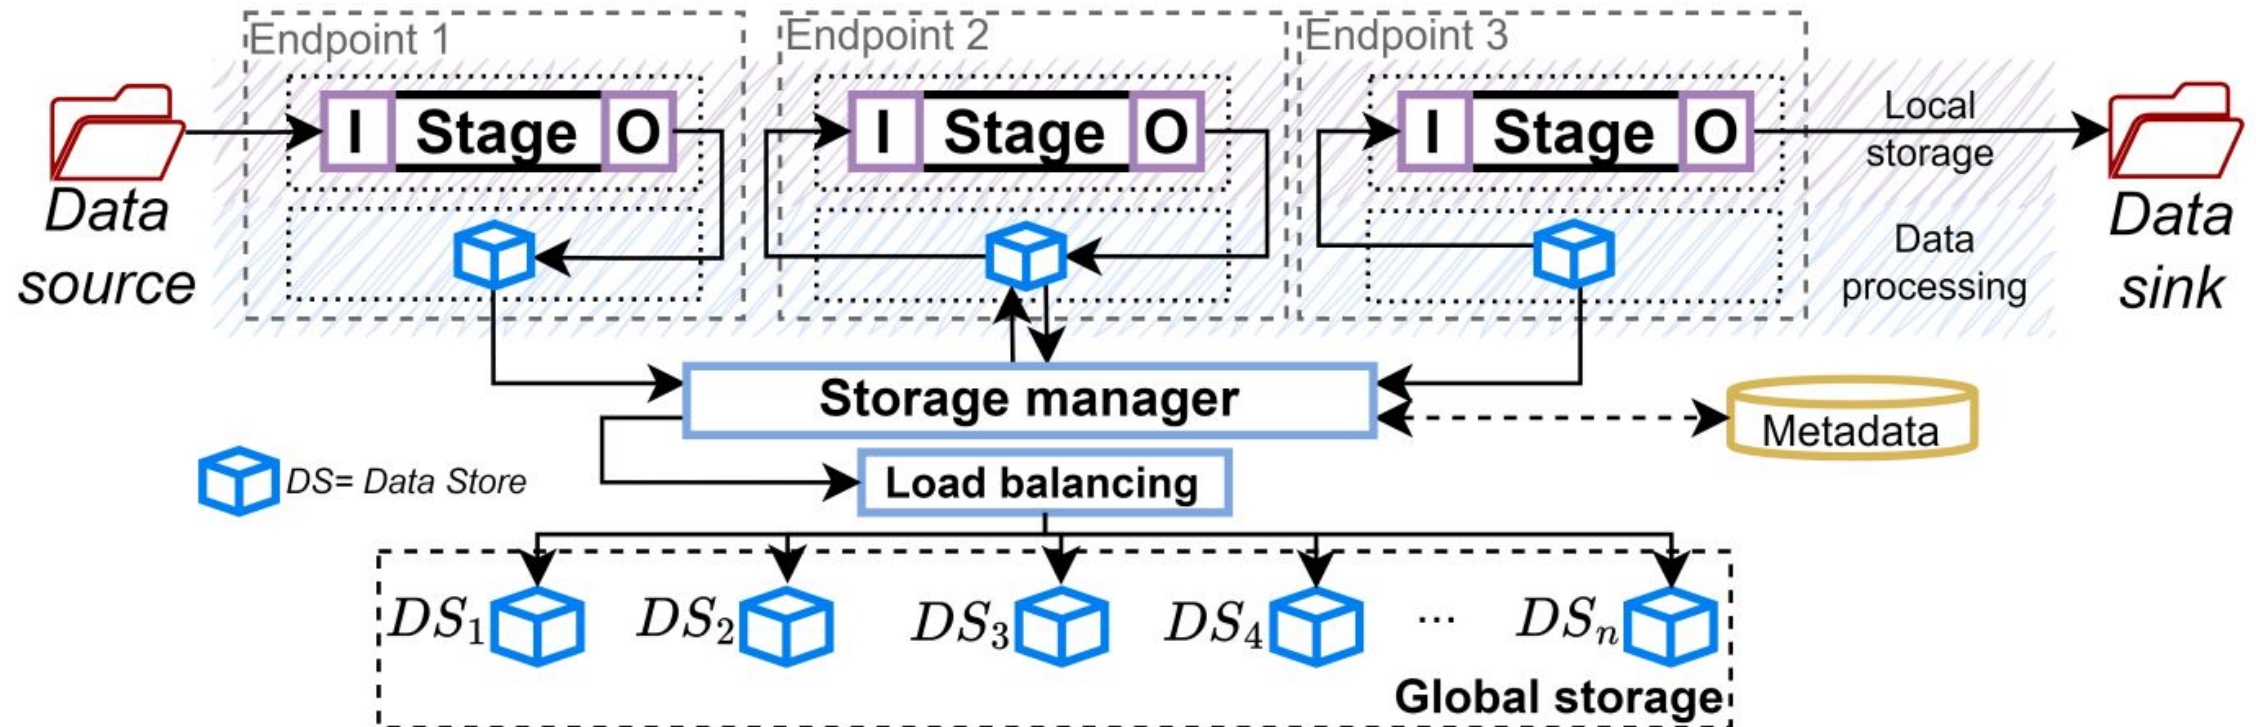 Endpoint 1
Endpoint 2
Endpoint 3
I Stage O
I Stage O
I Stage O
Local
storage
Data
source
Data
processing
Data
sink
Storage manager
Metadata
DS= Data Store
Load balancing
DS1
DS2
DS3
DS4
...
DSn
Global storage